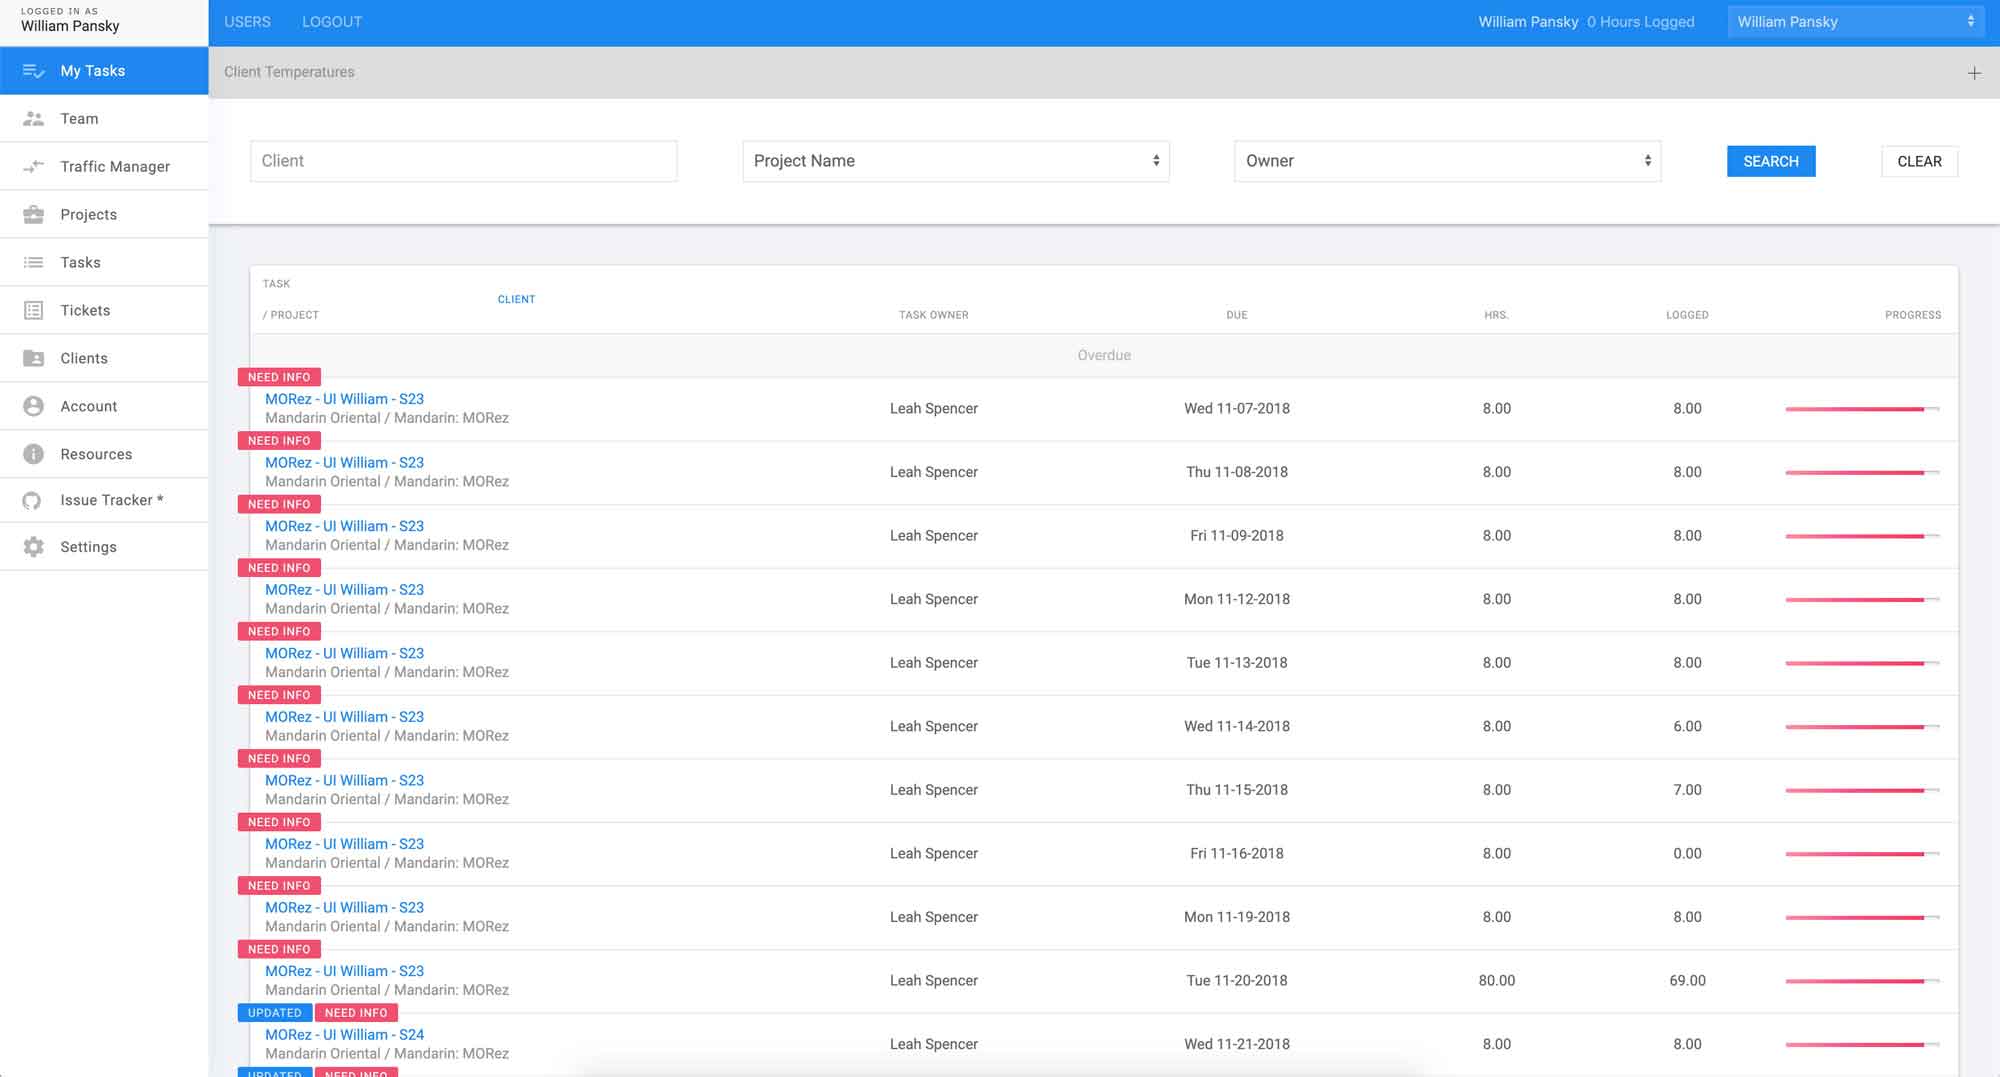 LOGGED IN AS
William Pansky
USERS LOGOUT
William Pansky 0 Hours Logged
William Pansky
My Tasks
Team
Traffic Manager
Projects
Tasks
Tickets
Clients
Account
Resources
Issue Tracker *
Settings
Client Temperatures
Client
Project Name
Owner
SEARCH
CLEAR
TASK
/ PROJECT
CLIENT
TASK OWNER DUE HRS. LOGGED PROGRESS
Overdue
NEED INFO
MORez - UI William - S23
Mandarin Oriental / Mandarin: MORez
Leah Spencer Wed 11-07-2018 8.00 8.00
NEED INFO
MORez - UI William - S23
Mandarin Oriental / Mandarin: MORez
Leah Spencer Thu 11-08-2018 8.00 8.00
NEED INFO
MORez - UI William - S23
Mandarin Oriental / Mandarin: MORez
Leah Spencer Fri 11-09-2018 8.00 8.00
NEED INFO
MORez - UI William - S23
Mandarin Oriental / Mandarin: MORez
Leah Spencer Mon 11-12-2018 8.00 8.00
NEED INFO
MORez - UI William - S23
Mandarin Oriental / Mandarin: MORez
Leah Spencer Tue 11-13-2018 8.00 8.00
NEED INFO
MORez - UI William - S23
Mandarin Oriental / Mandarin: MORez
Leah Spencer Wed 11-14-2018 8.00 6.00
NEED INFO
MORez - UI William - S23
Mandarin Oriental / Mandarin: MORez
Leah Spencer Thu 11-15-2018 8.00 7.00
NEED INFO
MORez - UI William - S23
Mandarin Oriental / Mandarin: MORez
Leah Spencer Fri 11-16-2018 8.00 0.00
NEED INFO
MORez - UI William - S23
Mandarin Oriental / Mandarin: MORez
Leah Spencer Mon 11-19-2018 8.00 8.00
NEED INFO
MORez - UI William - S23
Mandarin Oriental / Mandarin: MORez
Leah Spencer Tue 11-20-2018 80.00 69.00
UPDATED NEED INFO
MORez - UI William - S24
Mandarin Oriental / Mandarin: MORez
Leah Spencer Wed 11-21-2018 8.00 8.00
UPDATED NEED INFO